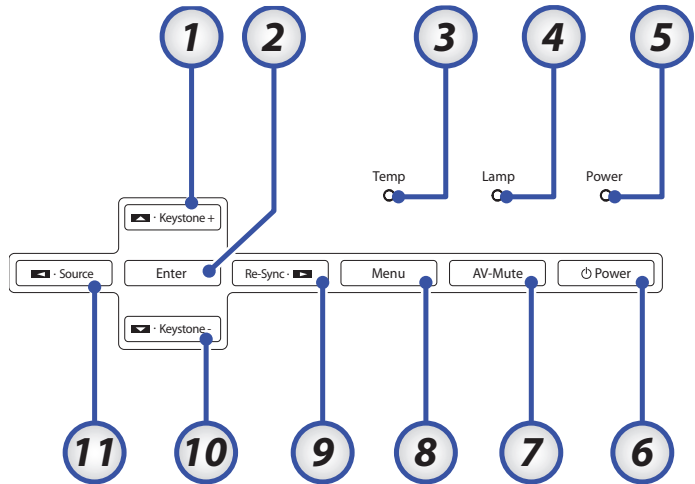 1 2 3 4 5
Temp Lamp Power
· Keystone +
· Source Enter Re-Sync · Menu AV-Mute Power
· Keystone -
11 10 9 8 7 6